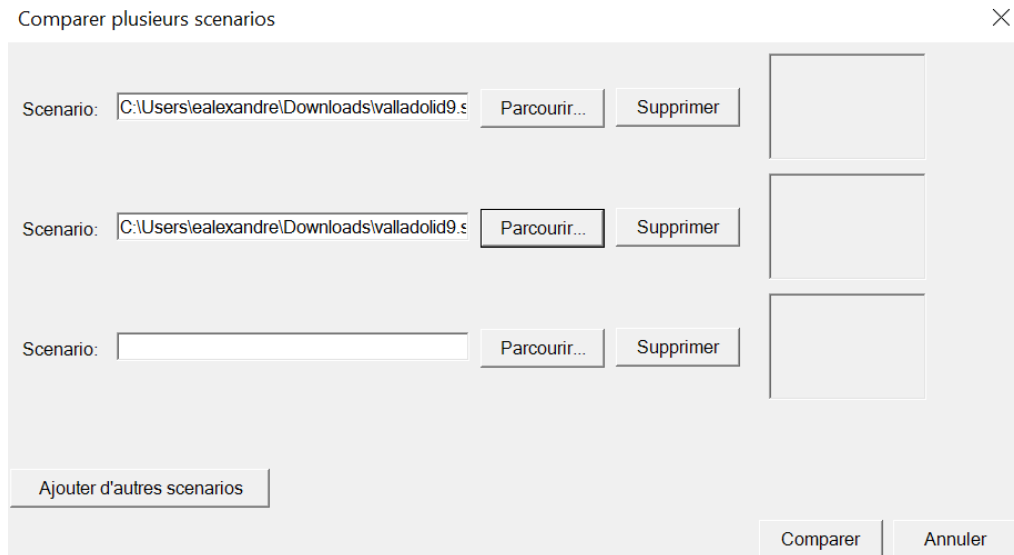 Comparer plusieurs scenarios
Scenario: C:\Users\ealexandre\Downloads\valladolid9.s Parcourir... Supprimer
Scenario: C:\Users\ealexandre\Downloads\valladolid9.s Parcourir... Supprimer
Scenario: Parcourir... Supprimer
Ajouter d'autres scenarios
Comparer Annuler